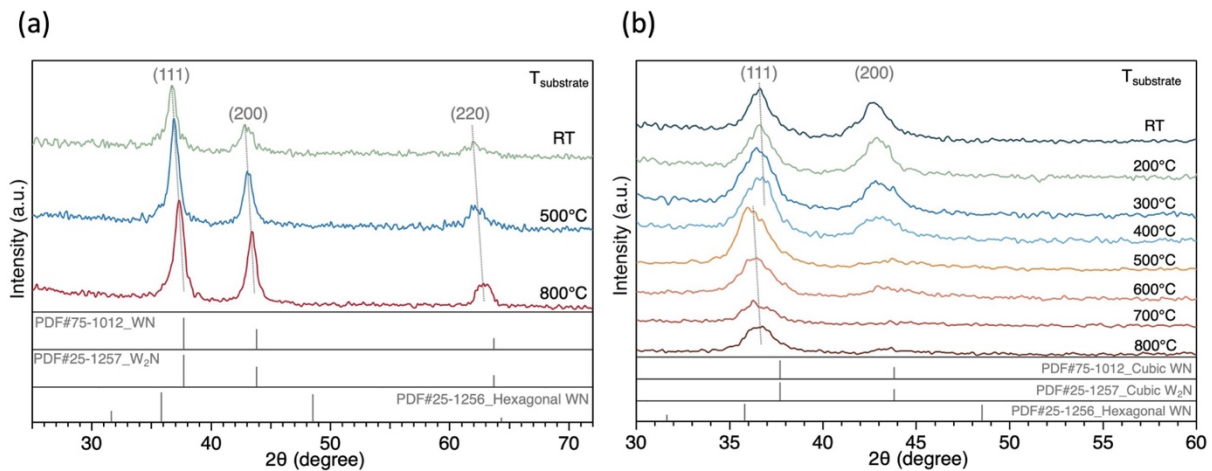 (a)
(111)
(200)
(220)
T_substrate
RT
500°C
800°C
Intensity (a.u.)
PDF#75-1012_WN
PDF#25-1257_W₂N
PDF#25-1256_Hexagonal WN
30 40 50 60 70
2θ (degree)
(b)
(111)
(200)
T_substrate
RT
200°C
300°C
400°C
500°C
600°C
700°C
800°C
Intensity (a.u.)
PDF#75-1012_Cubic WN
PDF#25-1257_Cubic W₂N
PDF#25-1256_Hexagonal WN
30 35 40 45 50 55 60
2θ (degree)